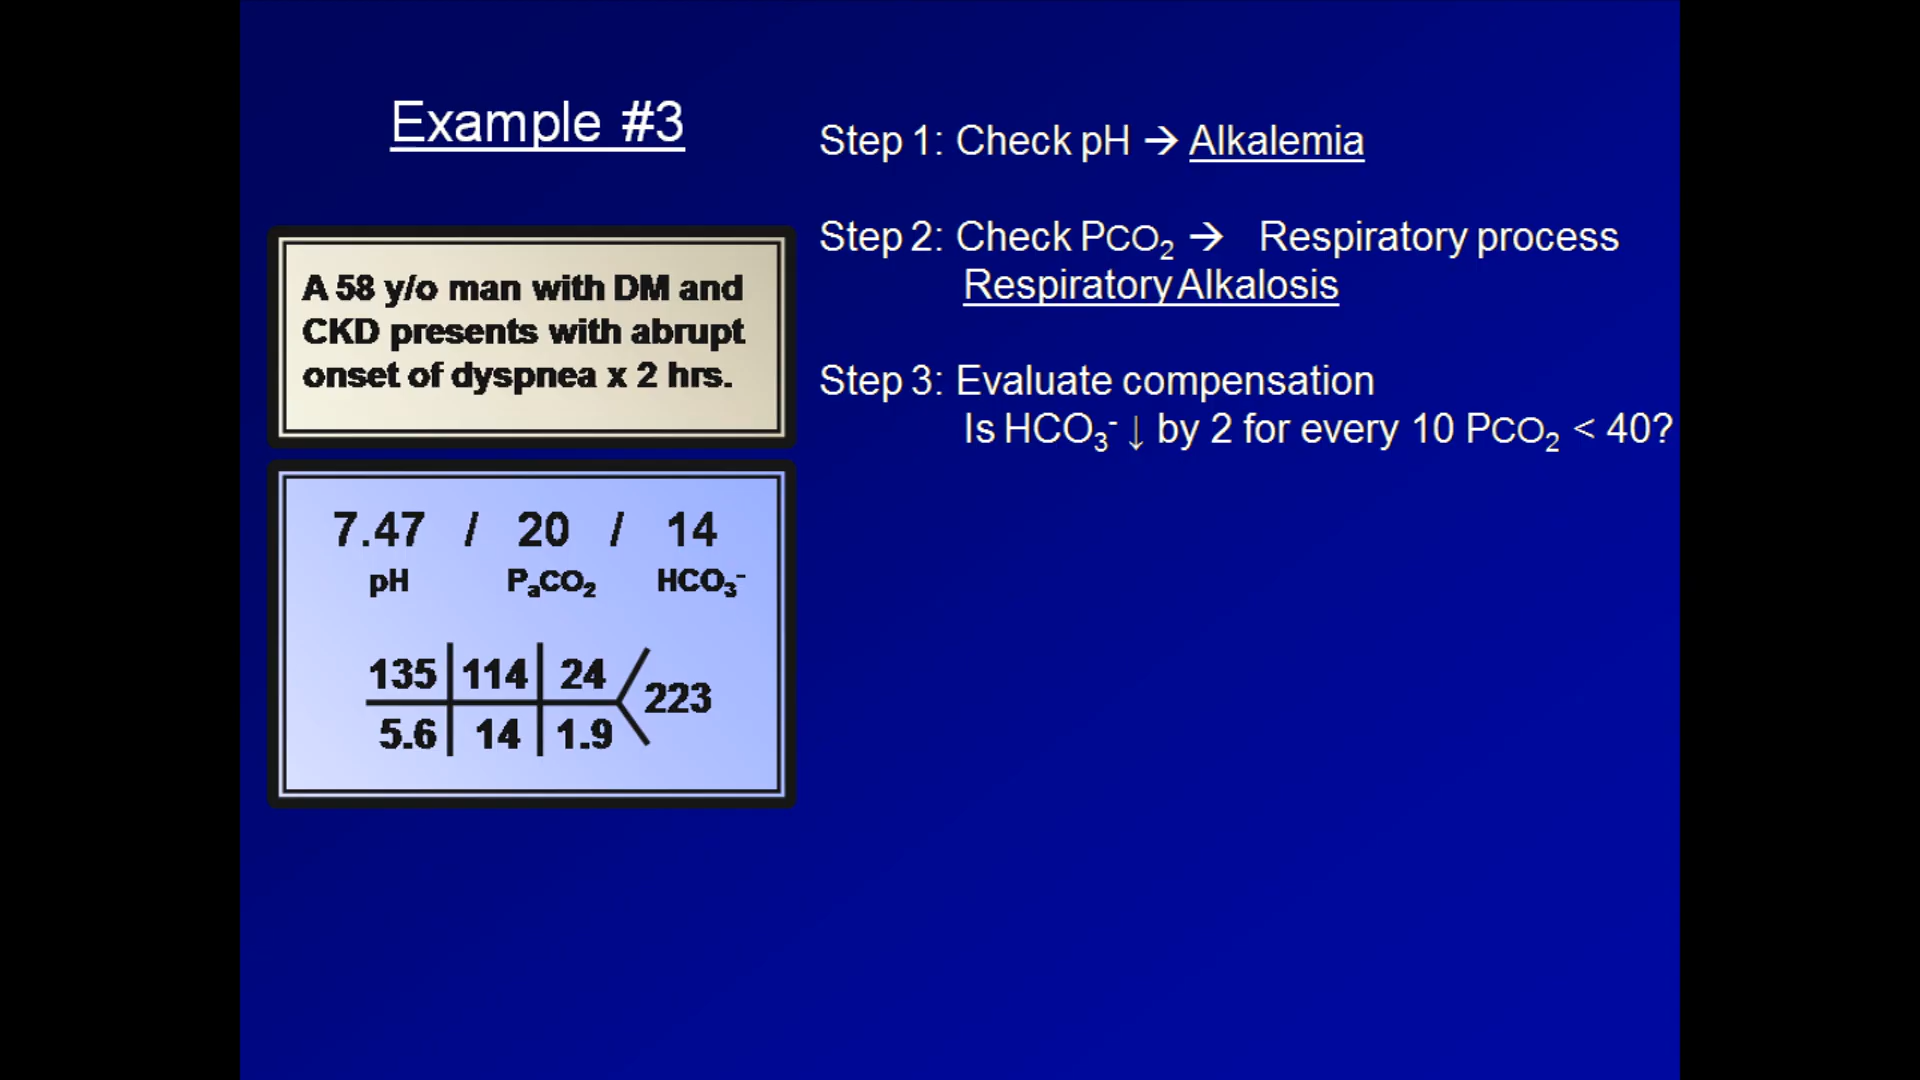 Example #3
A 58 y/o man with DM and
CKD presents with abrupt
onset of dyspnea x 2 hrs.
7.47 / 20 / 14
pH PₐCO₂ HCO₃⁻
135 114 24
223
5.6 14 1.9
Step 1: Check pH → Alkalemia
Step 2: Check PCO₂ → Respiratory process
Respiratory Alkalosis
Step 3: Evaluate compensation
Is HCO₃⁻ ↓ by 2 for every 10 PCO₂ < 40?